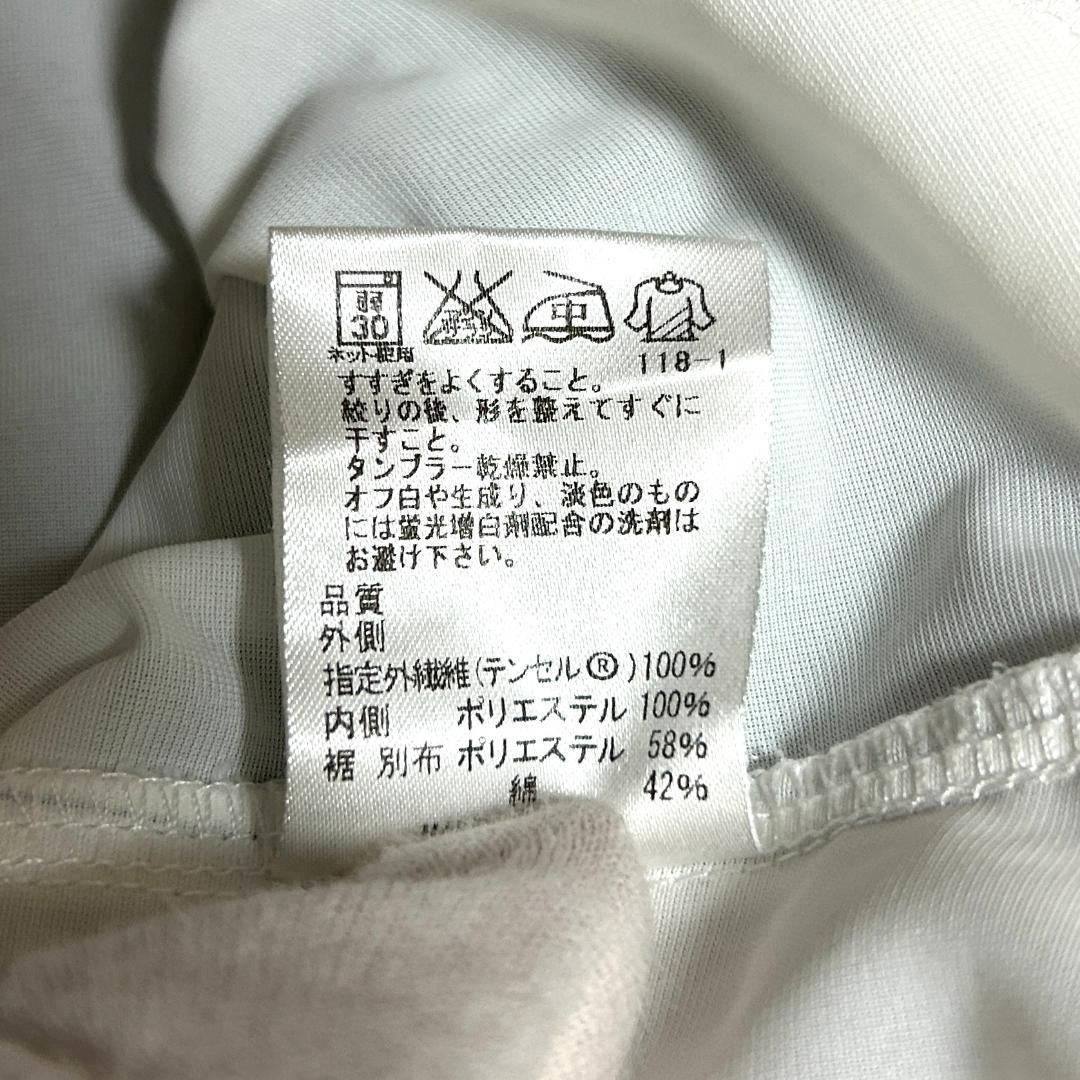 弱
30
中
ネット使用
118-1
すすぎをよくすること。
絞りの後、形を整えてすぐに
干すこと。
タンブラー乾燥禁止。
オフ白や生成り、淡色のもの
には蛍光増白剤配合の洗剤は
お避け下さい。
品質
外側
指定外繊維(テンセル®)100%
内側 ポリエステル 100%
裾 別布 ポリエステル 58%
綿 42%